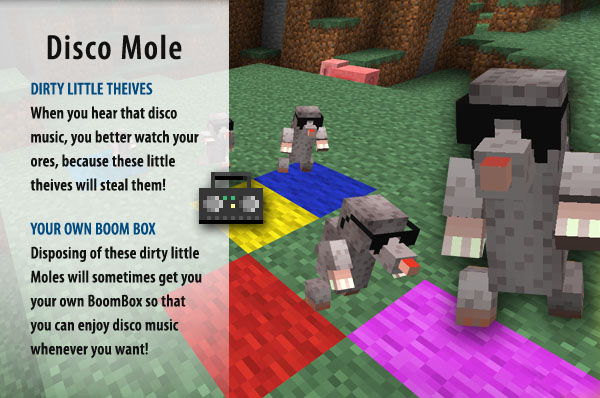 Disco Mole
DIRTY LITTLE THEIVES
When you hear that disco
music, you better watch your
ores, because these little
theives will steal them!
YOUR OWN BOOM BOX
Disposing of these dirty little
Moles will sometimes get you
your own BoomBox so that
you can enjoy disco music
whenever you want!